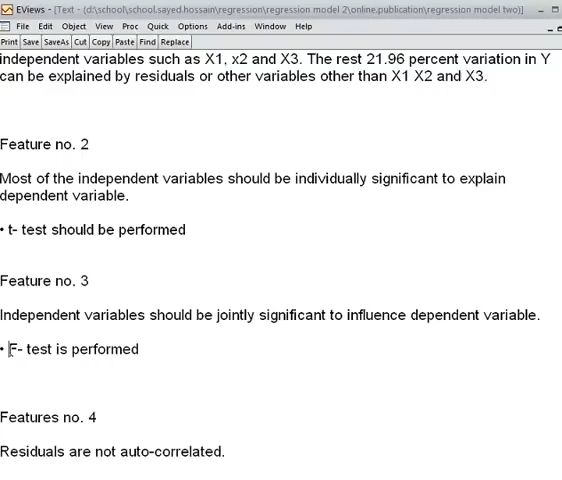 EViews - [Text - (d:\school\school.sayed.hossain\regression\regression model 2\online.publication\regression model two)]
File Edit Object View Proc Quick Options Add-ins Window Help
Print Save SaveAs Cut Copy Paste Find Replace
independent variables such as X1, x2 and X3. The rest 21.96 percent variation in Y
can be explained by residuals or other variables other than X1 X2 and X3.
Feature no. 2
Most of the independent variables should be individually significant to explain
dependent variable.
• t- test should be performed
Feature no. 3
Independent variables should be jointly significant to influence dependent variable.
• F- test is performed
Features no. 4
Residuals are not auto-correlated.